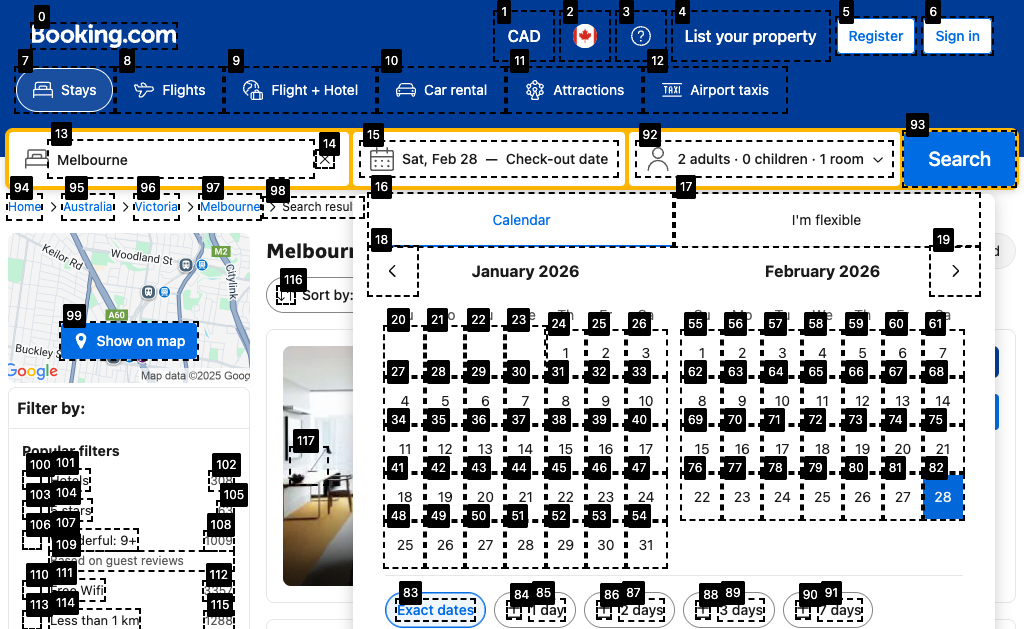 Booking.com
CAD
List your property
Register
Sign in
Stays
Flights
Flight + Hotel
Car rental
Attractions
Airport taxis
Melbourne
Sat, Feb 28 — Check-out date
2 adults · 0 children · 1 room
Search
Home
Australia
Victoria
Melbourne
Search resul
Calendar
I'm flexible
Keilor Rd
Woodland St
M2
Citylink
A60
Buckley S
Show on map
Google
Map data ©2025 Goog
Melbour
Sort by:
January 2026
1 2 3
4 5 6 7 8 9 10
11 12 13 14 15 16 17
18 19 20 21 22 23 24
25 26 27 28 29 30 31
February 2026
1 2 3 4 5 6 7
8 9 10 11 12 13 14
15 16 17 18 19 20 21
22 23 24 25 26 27 28
Filter by:
Popular filters
Hotels 308
5 stars 63
Wonderful: 9+ 1009
Based on guest reviews
Free Wifi 3357
Less than 1 km 1288
Exact dates
1 day
2 days
3 days
7 days
0
1
2
3
4
5
6
7
8
9
10
11
12
13
14
15
92
93
94
95
96
97
98
16
17
18
19
116
99
20 21 22 23 24 25 26
27 28 29 30 31 32 33
34 35 36 37 38 39 40
41 42 43 44 45 46 47
48 49 50 51 52 53 54
55 56 57 58 59 60 61
62 63 64 65 66 67 68
69 70 71 72 73 74 75
76 77 78 79 80 81 82
117
100 101 102
103 104 105
106 107 108
109
110 111 112
113 114 115
83
84 85
86 87
88 89
90 91